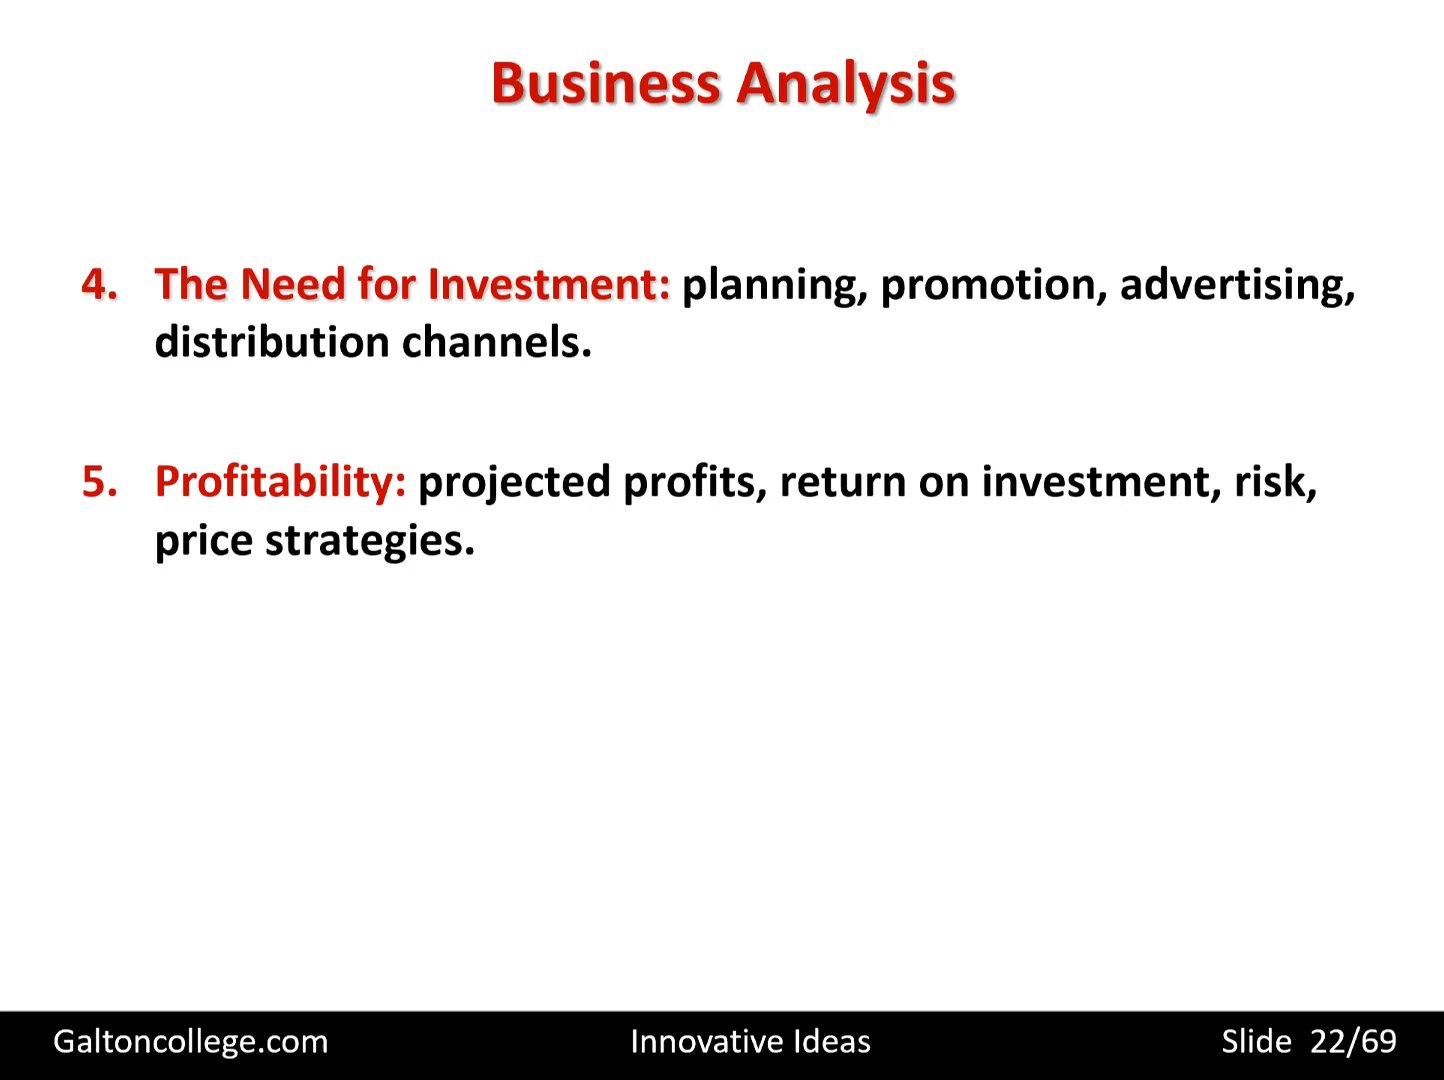 Business Analysis
4. The Need for Investment: planning, promotion, advertising,
distribution channels.
5. Profitability: projected profits, return on investment, risk,
price strategies.
Galtoncollege.com Innovative Ideas Slide 22/69